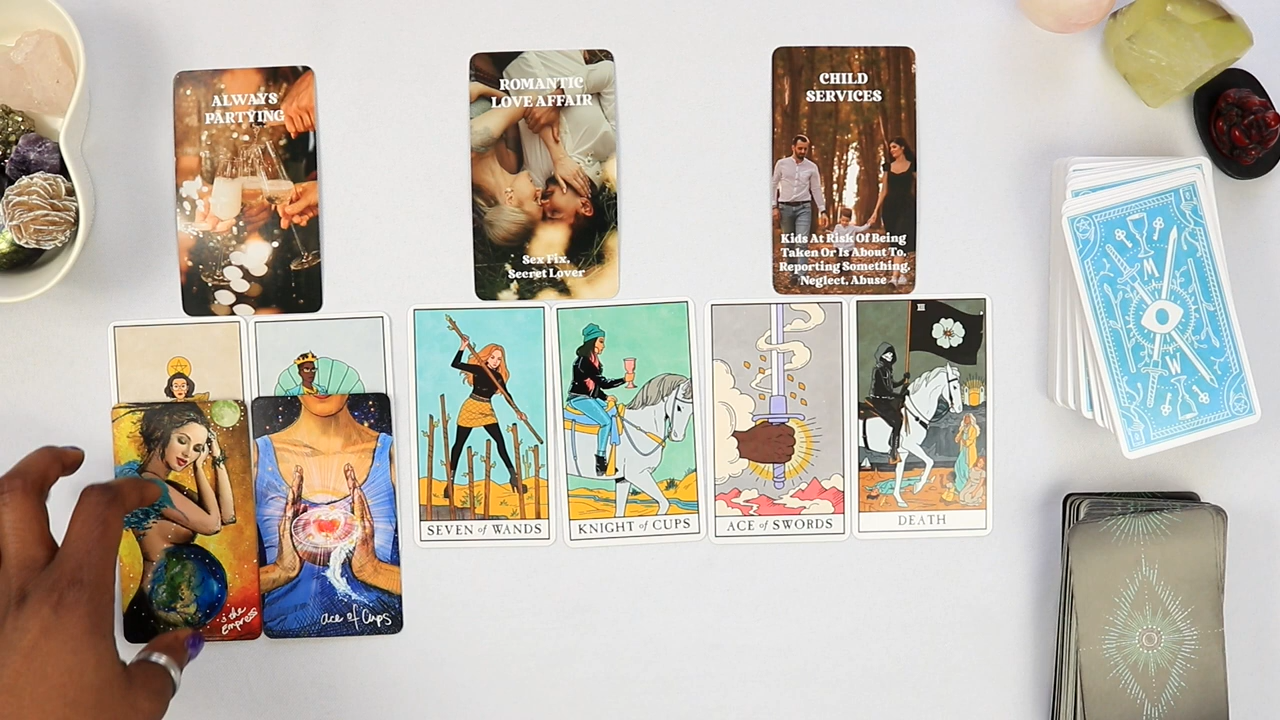 ALWAYS
PARTYING
ROMANTIC
LOVE AFFAIR
Sex Fix,
Secret Lover
CHILD
SERVICES
Kids At Risk Of Being
Taken Or Is About To.
Reporting Something,
Neglect, Abuse
SEVEN of WANDS
KNIGHT of CUPS
ACE of SWORDS
XIII
DEATH
3 the
Empress
ace of Cups
M
W